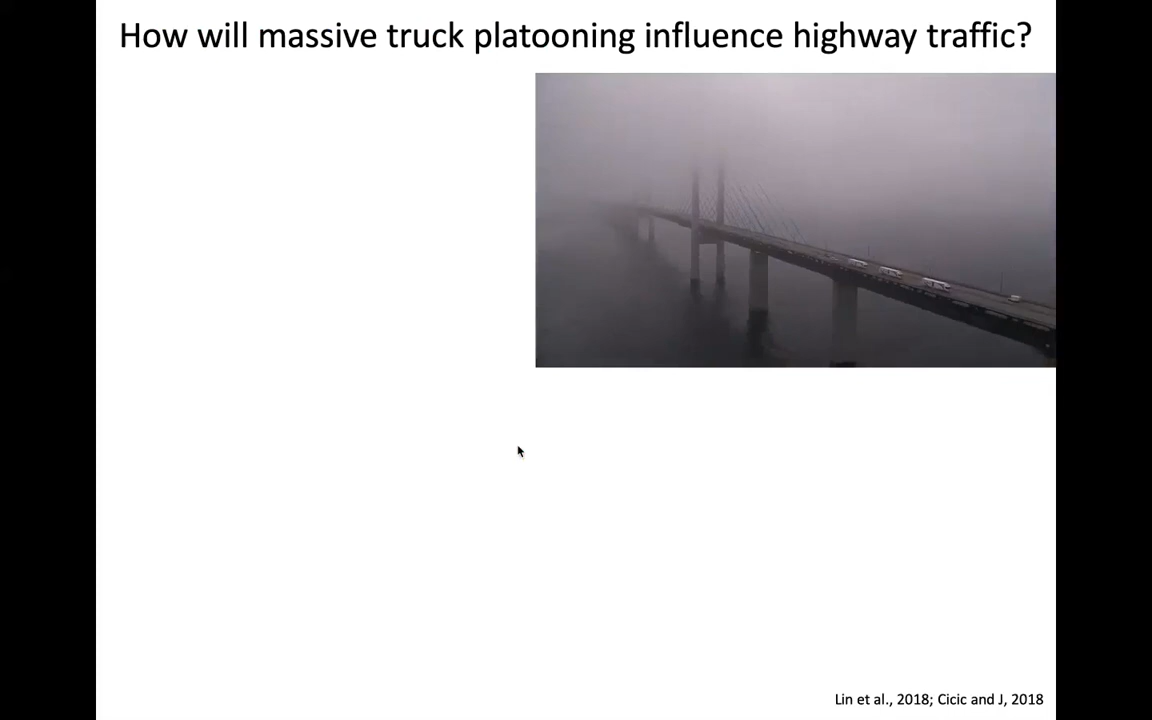 How will massive truck platooning influence highway traffic?
Lin et al., 2018; Cicic and J, 2018